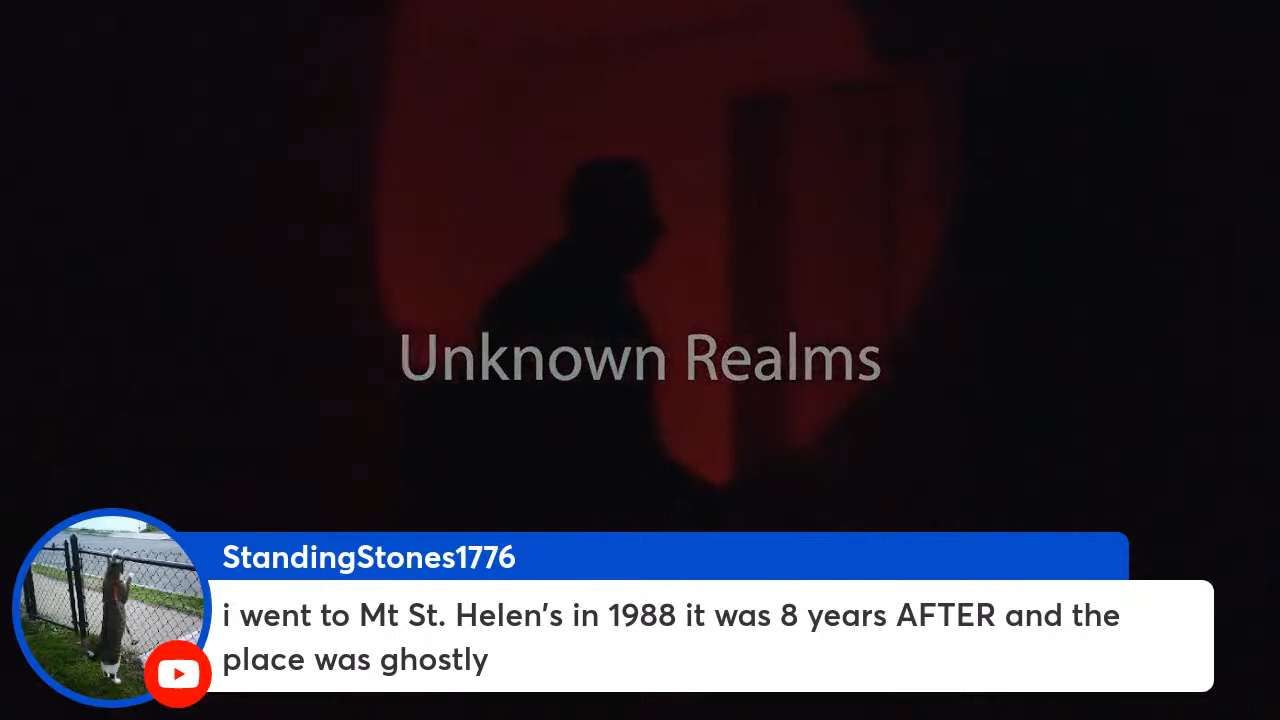 Unknown Realms
StandingStones1776
i went to Mt St. Helen's in 1988 it was 8 years AFTER and the
place was ghostly